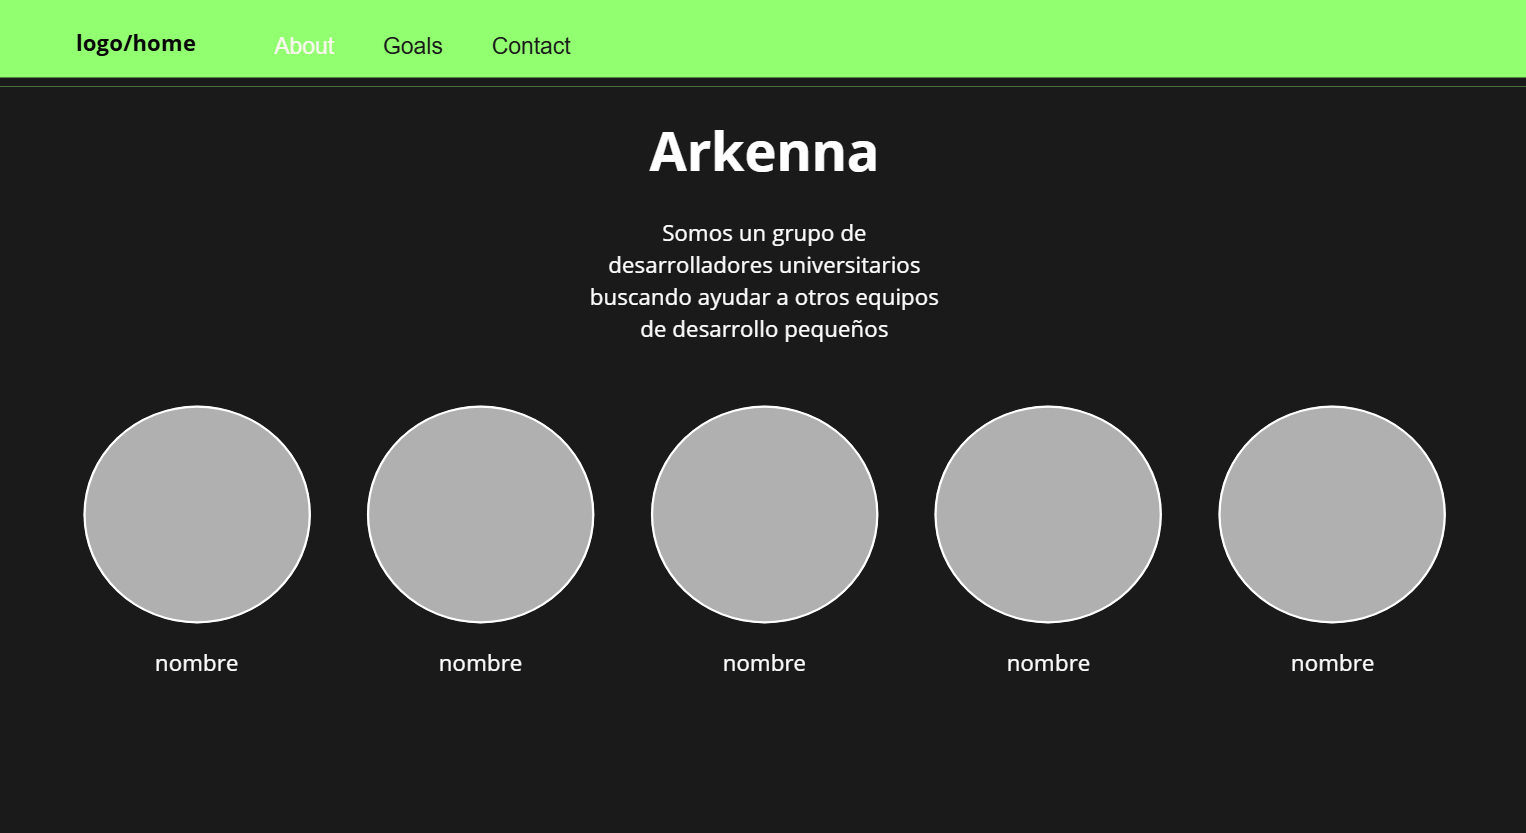 logo/home About Goals Contact
Arkenna
Somos un grupo de
desarrolladores universitarios
buscando ayudar a otros equipos
de desarrollo pequeños
nombre nombre nombre nombre nombre